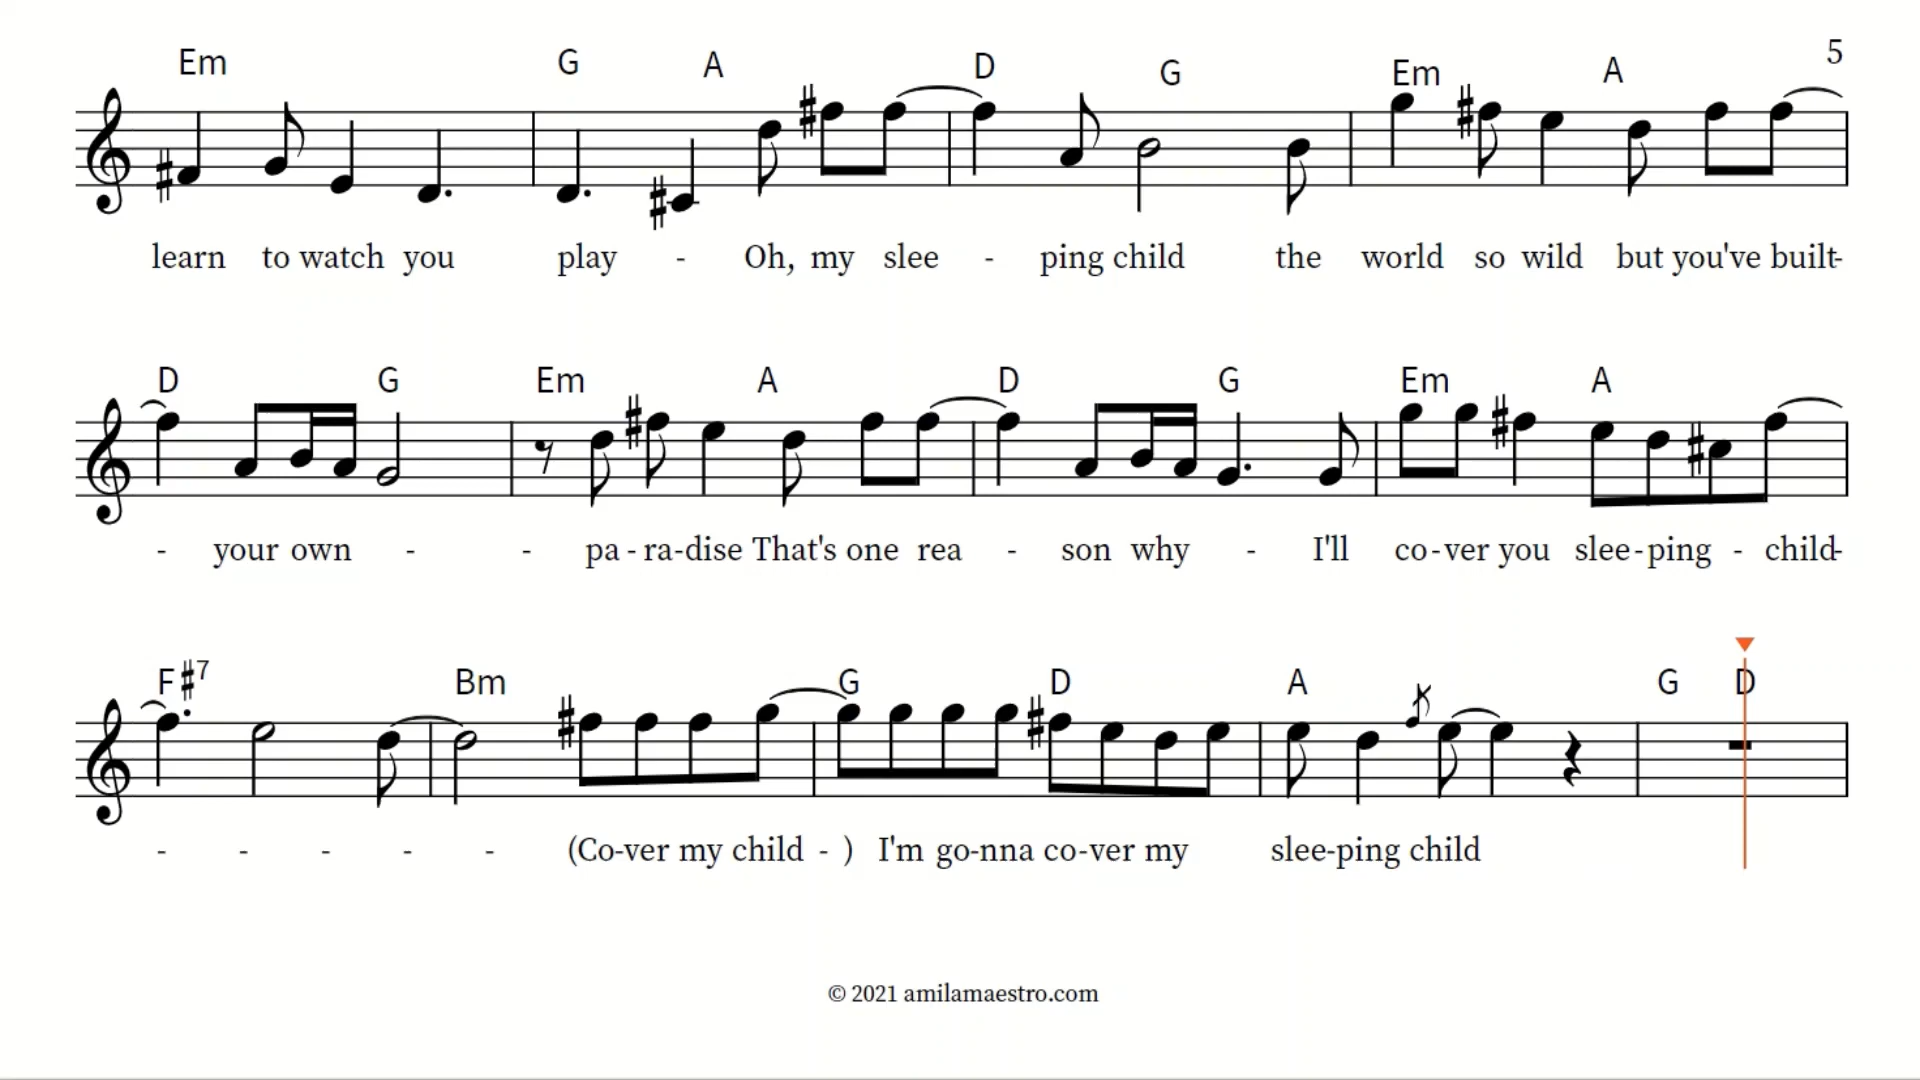 5
Em G A D G Em A
learn to watch you play - Oh, my slee - ping child the world so wild but you've built-
D G Em A D G Em A
- your own - - pa - ra-dise That's one rea - son why - I'll co-ver you slee-ping - child-
F♯7 Bm G D A G D
- - - - - (Co-ver my child - ) I'm go-nna co-ver my slee-ping child
© 2021 amilamaestro.com